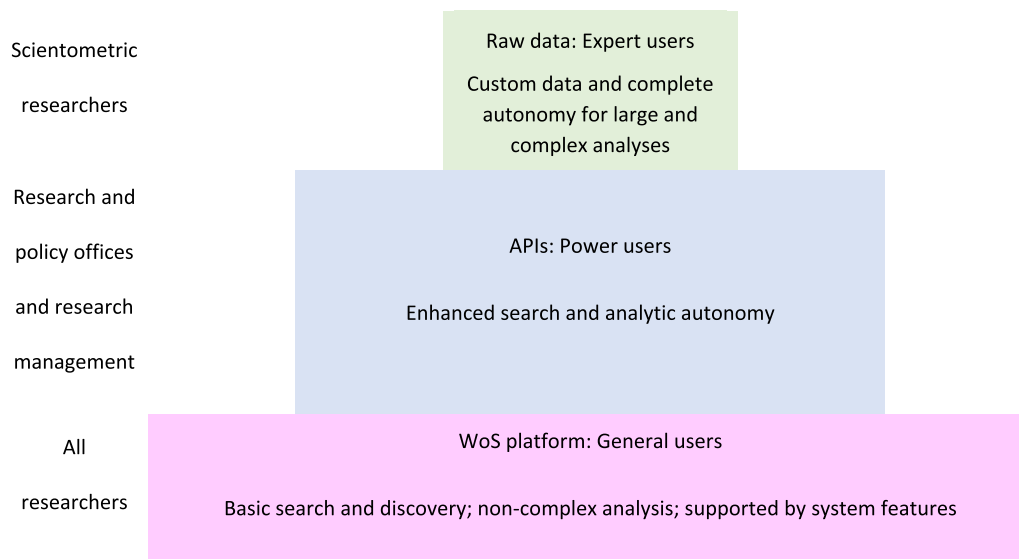 Scientometric
researchers
Raw data: Expert users
Custom data and complete
autonomy for large and
complex analyses
Research and
policy offices
and research
management
APIs: Power users
Enhanced search and analytic autonomy
All
researchers
WoS platform: General users
Basic search and discovery; non-complex analysis; supported by system features